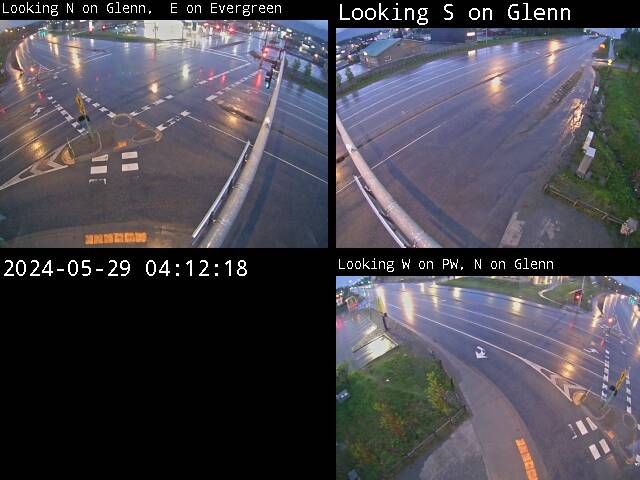 Looking N on Glenn,  E on Evergreen
Looking S on Glenn
2024-05-29 04:12:18
Looking W on PW, N on Glenn